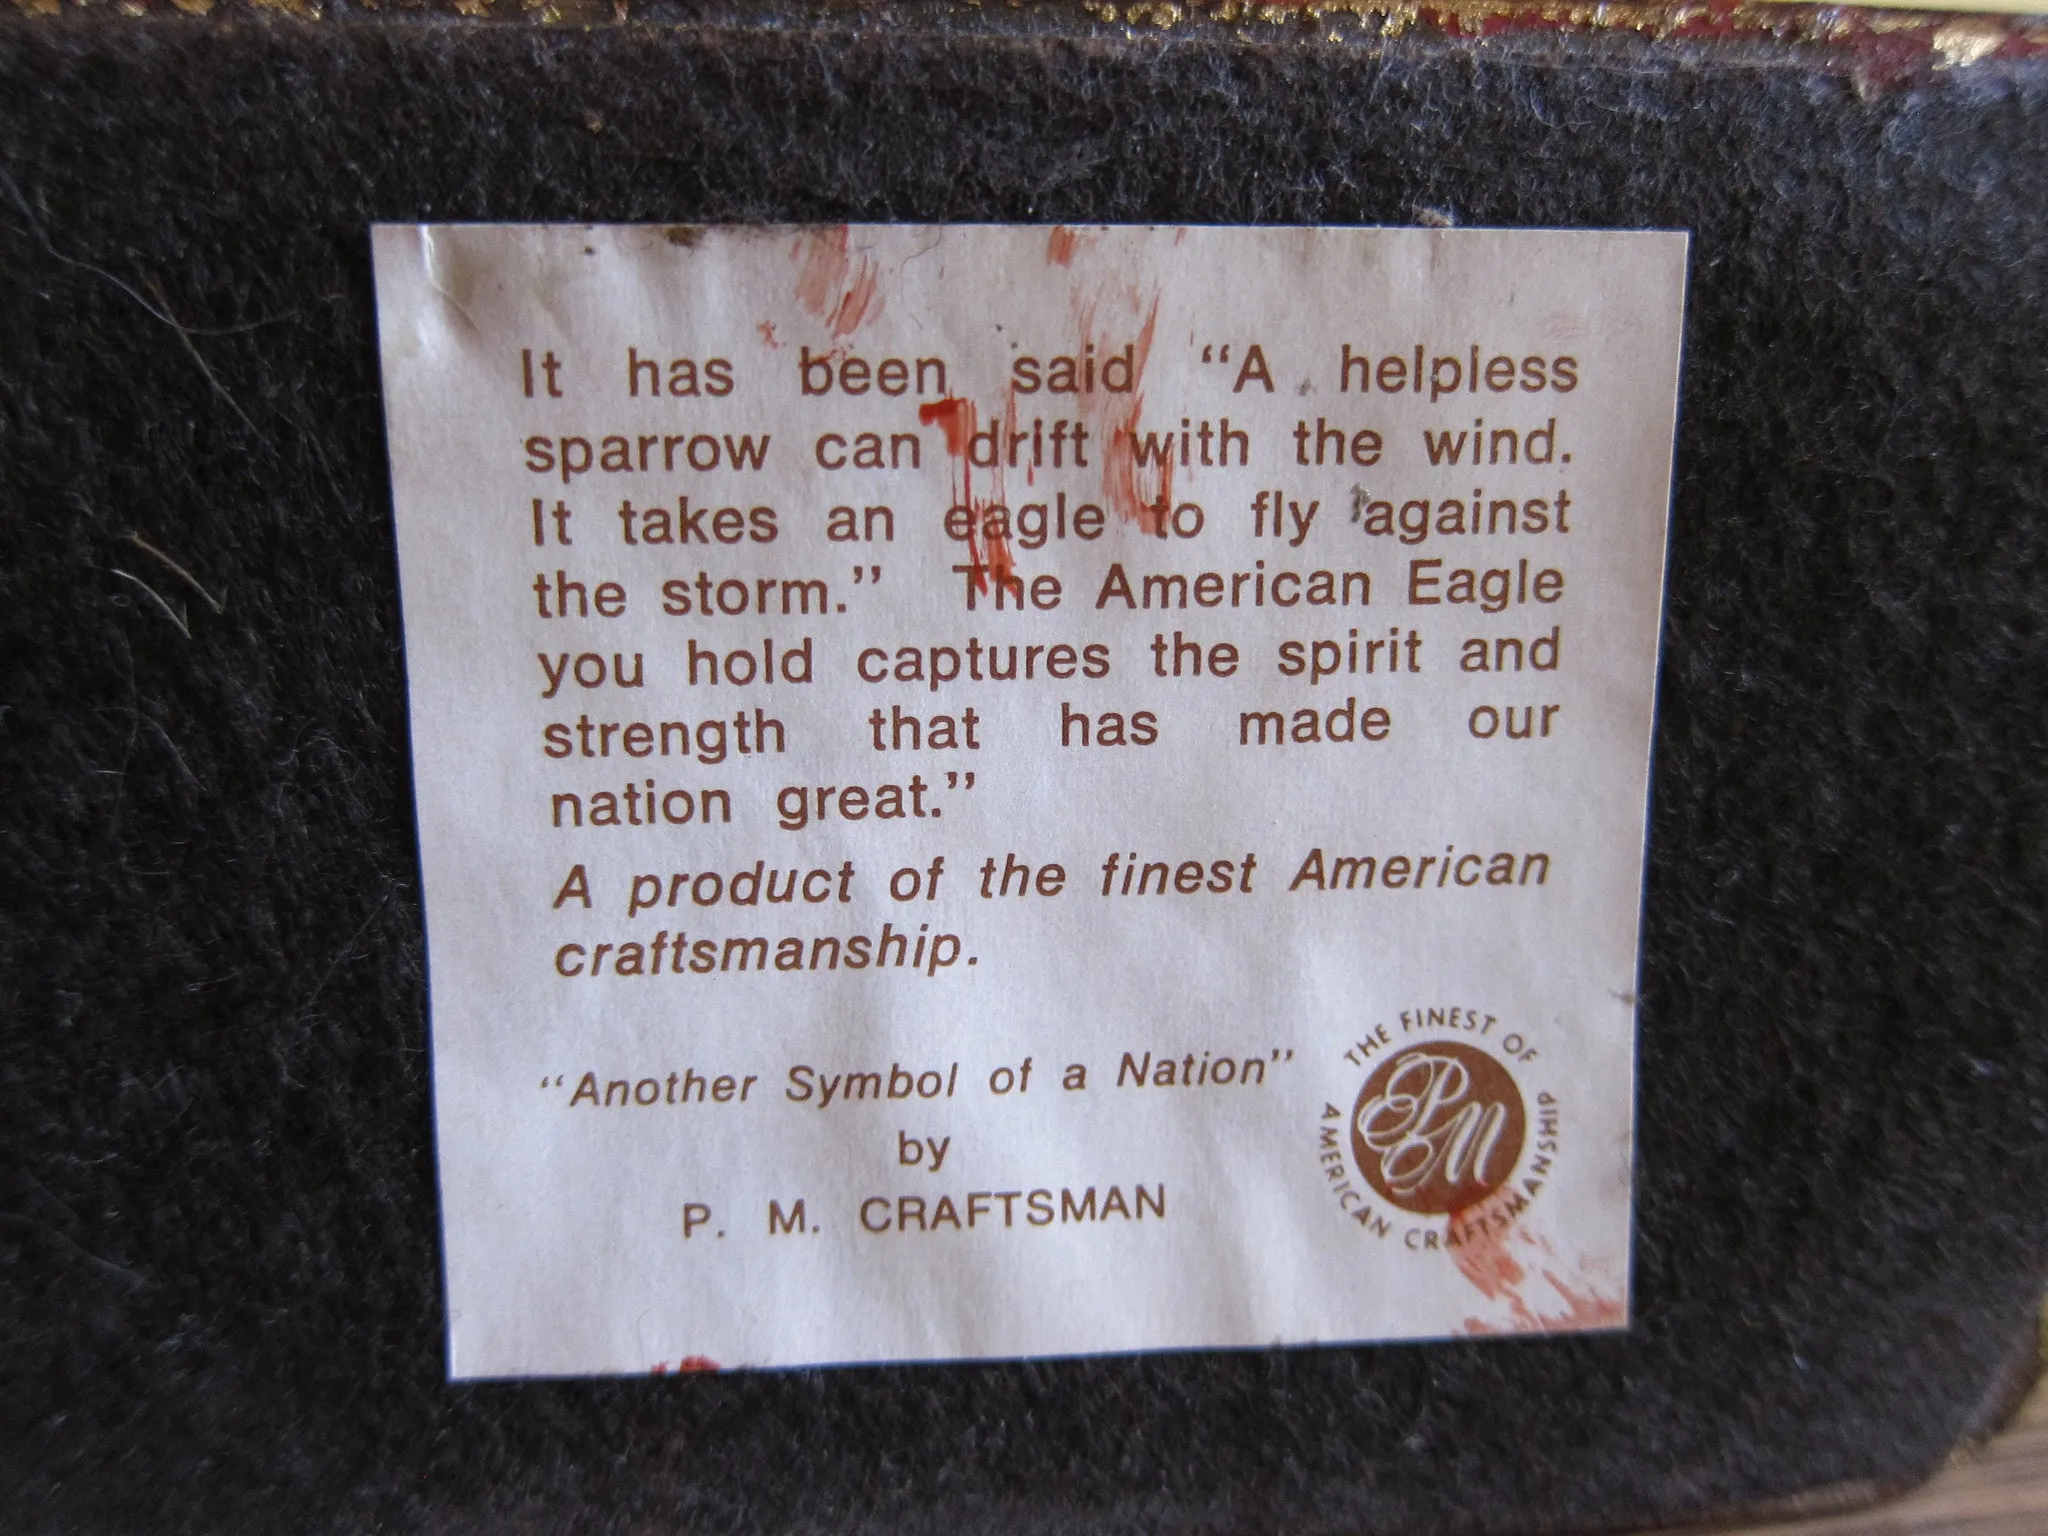 It has been said “A helpless
sparrow can drift with the wind.
It takes an eagle to fly against
the storm.” The American Eagle
you hold captures the spirit and
strength that has made our
nation great.”
A product of the finest American
craftsmanship.
“Another Symbol of a Nation”
by
P. M. CRAFTSMAN
THE FINEST OF
AMERICAN CRAFTSMANSHIP
PM